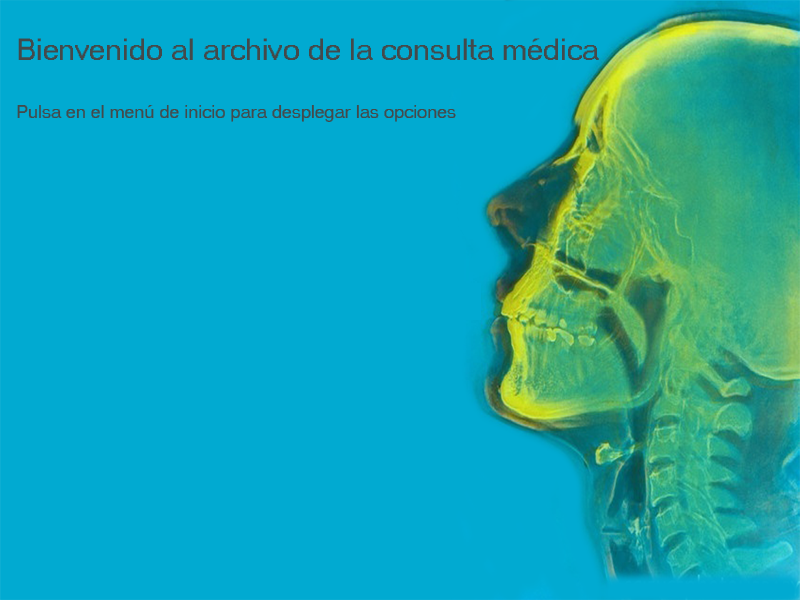 Bienvenido al archivo de la consulta médica
Pulsa en el menú de inicio para desplegar las opciones